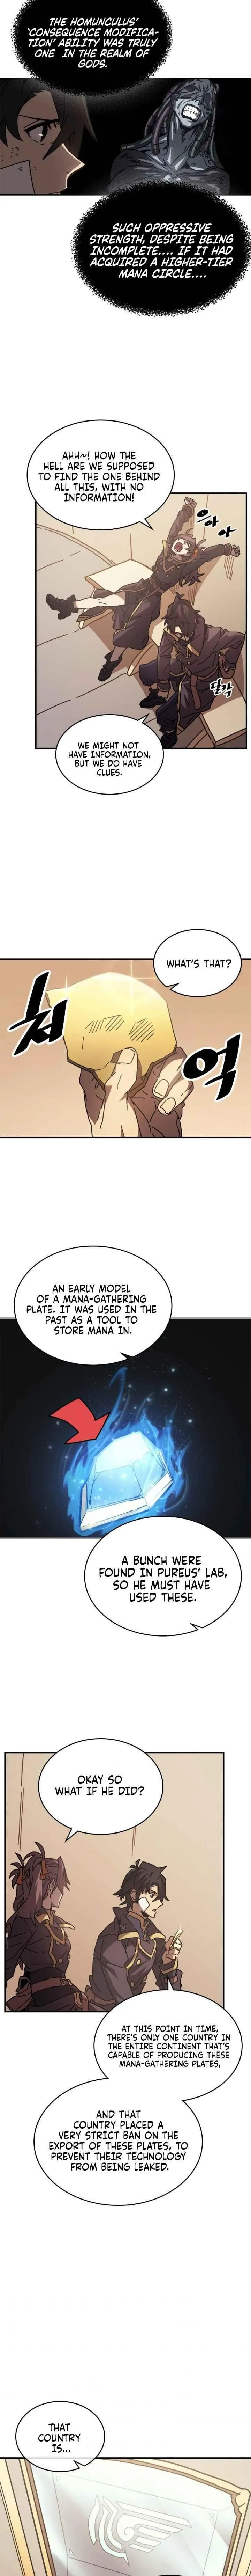 THE HOMUNCULUS'
'CONSEQUENCE MODIFICA-
TION' ABILITY WAS TRULY
ONE IN THE REALM OF
GODS.
SUCH OPPRESSIVE
STRENGTH, DESPITE BEING
INCOMPLETE.... IF IT HAD
ACQUIRED A HIGHER-TIER
MANA CIRCLE....
AHH~! HOW THE
HELL ARE WE SUPPOSED
TO FIND THE ONE BEHIND
ALL THIS, WITH NO
INFORMATION!
으아아
달각
WE MIGHT NOT
HAVE INFORMATION,
BUT WE DO HAVE
CLUES.
WHAT'S THAT?
척
AN EARLY MODEL
OF A MANA-GATHERING
PLATE. IT WAS USED IN THE
PAST AS A TOOL TO
STORE MANA IN.
A BUNCH WERE
FOUND IN PUREUS' LAB,
SO HE MUST HAVE
USED THESE.
OKAY SO
WHAT IF HE DID?
AT THIS POINT IN TIME,
THERE'S ONLY ONE COUNTRY IN
THE ENTIRE CONTINENT THAT'S
CAPABLE OF PRODUCING THESE
MANA-GATHERING PLATES,
AND THAT
COUNTRY PLACED A
VERY STRICT BAN ON THE
EXPORT OF THESE PLATES, TO
PREVENT THEIR TECHNOLOGY
FROM BEING LEAKED.
THAT
COUNTRY
IS...